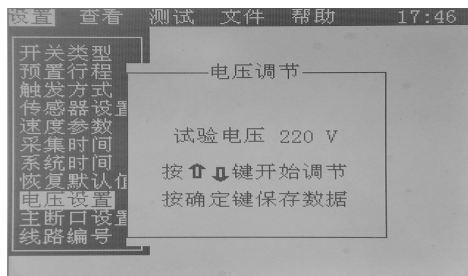 设置 查看 测试 文件 帮助 17:46
开关类型
预置行程
触发方式
传感器设置
速度参数
采集时间
系统时间
恢复默认值
电压设置
主断口设置
线路编号
电压调节
试验电压 220 V
按⇧⇩键开始调节
按确定键保存数据